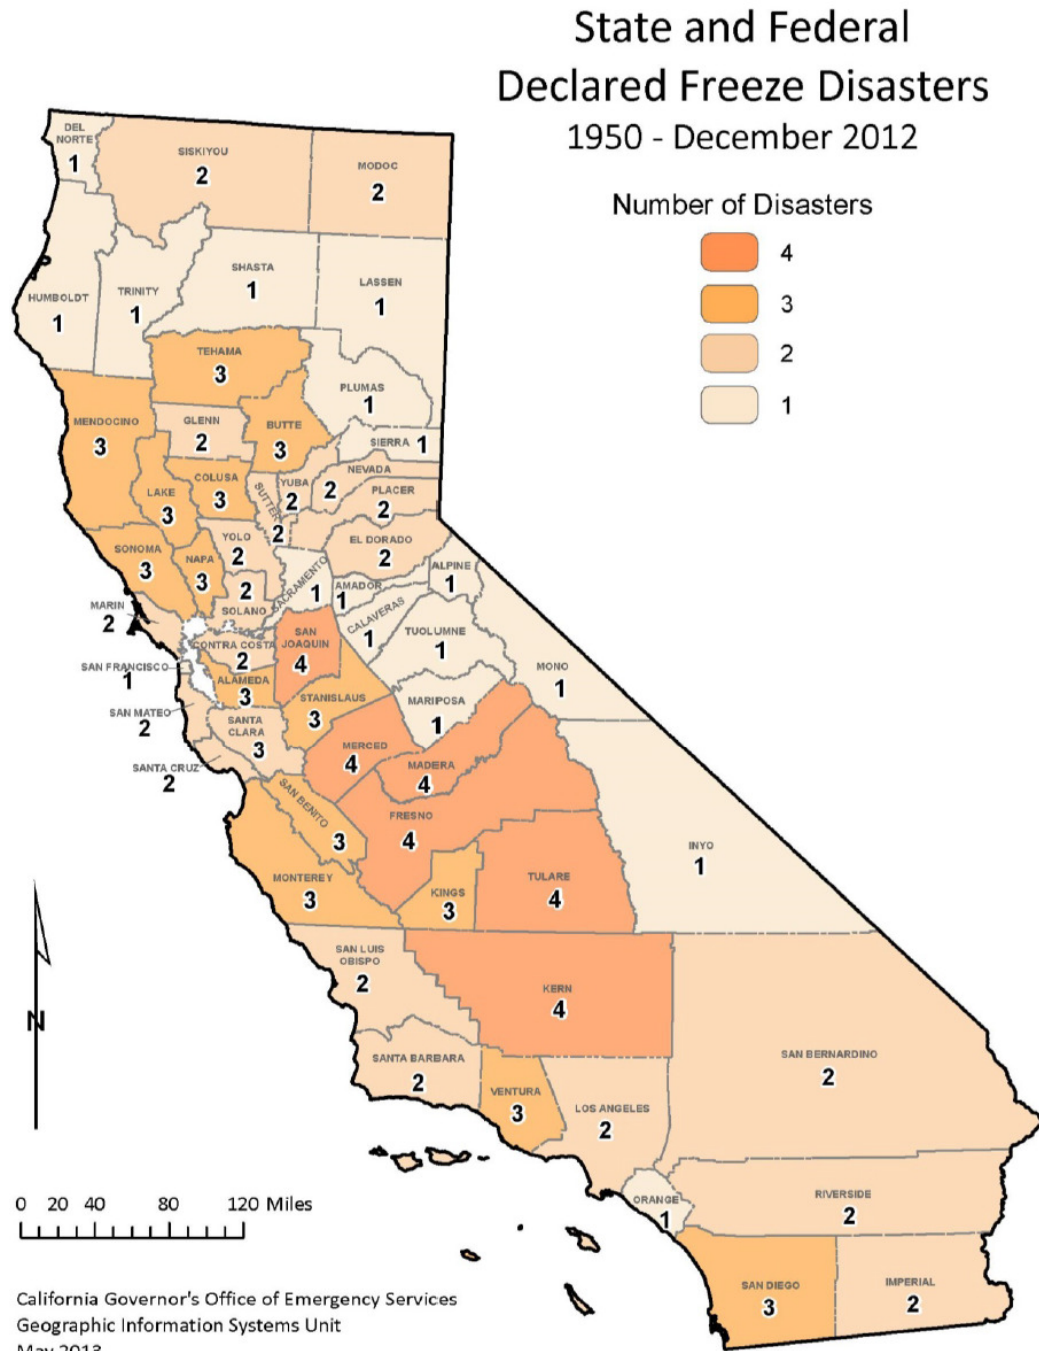 State and Federal
Declared Freeze Disasters
1950 - December 2012
Number of Disasters
4
3
2
1
DEL
NORTE
1
SISKIYOU
2
MODOC
2
HUMBOLDT
1
TRINITY
1
SHASTA
1
LASSEN
1
TEHAMA
3
PLUMAS
1
MENDOCINO
3
GLENN
2
BUTTE
3
SIERRA 1
LAKE
3
COLUSA
3
SUTTER
2
YUBA
2
NEVADA
2
PLACER
2
SONOMA
3
NAPA
3
YOLO
2
EL DORADO
2
ALPINE
1
2
SOLANO
SACRAMENTO
1
AMADOR
1
CALAVERAS
1
TUOLUMNE
1
MARIN
2
CONTRA COSTA
2
SAN
JOAQUIN
4
MONO
1
SAN FRANCISCO
1
ALAMEDA
3
STANISLAUS
3
MARIPOSA
1
SAN MATEO
2
SANTA
CLARA
3
MERCED
4
MADERA
4
SANTA CRUZ
2
SAN BENITO
3
FRESNO
4
INYO
1
MONTEREY
3
KINGS
3
TULARE
4
SAN LUIS
OBISPO
2
KERN
4
SANTA BARBARA
2
VENTURA
3
LOS ANGELES
2
SAN BERNARDINO
2
ORANGE
1
RIVERSIDE
2
SAN DIEGO
3
IMPERIAL
2
N
0 20 40 80 120 Miles
California Governor's Office of Emergency Services
Geographic Information Systems Unit
May 2013